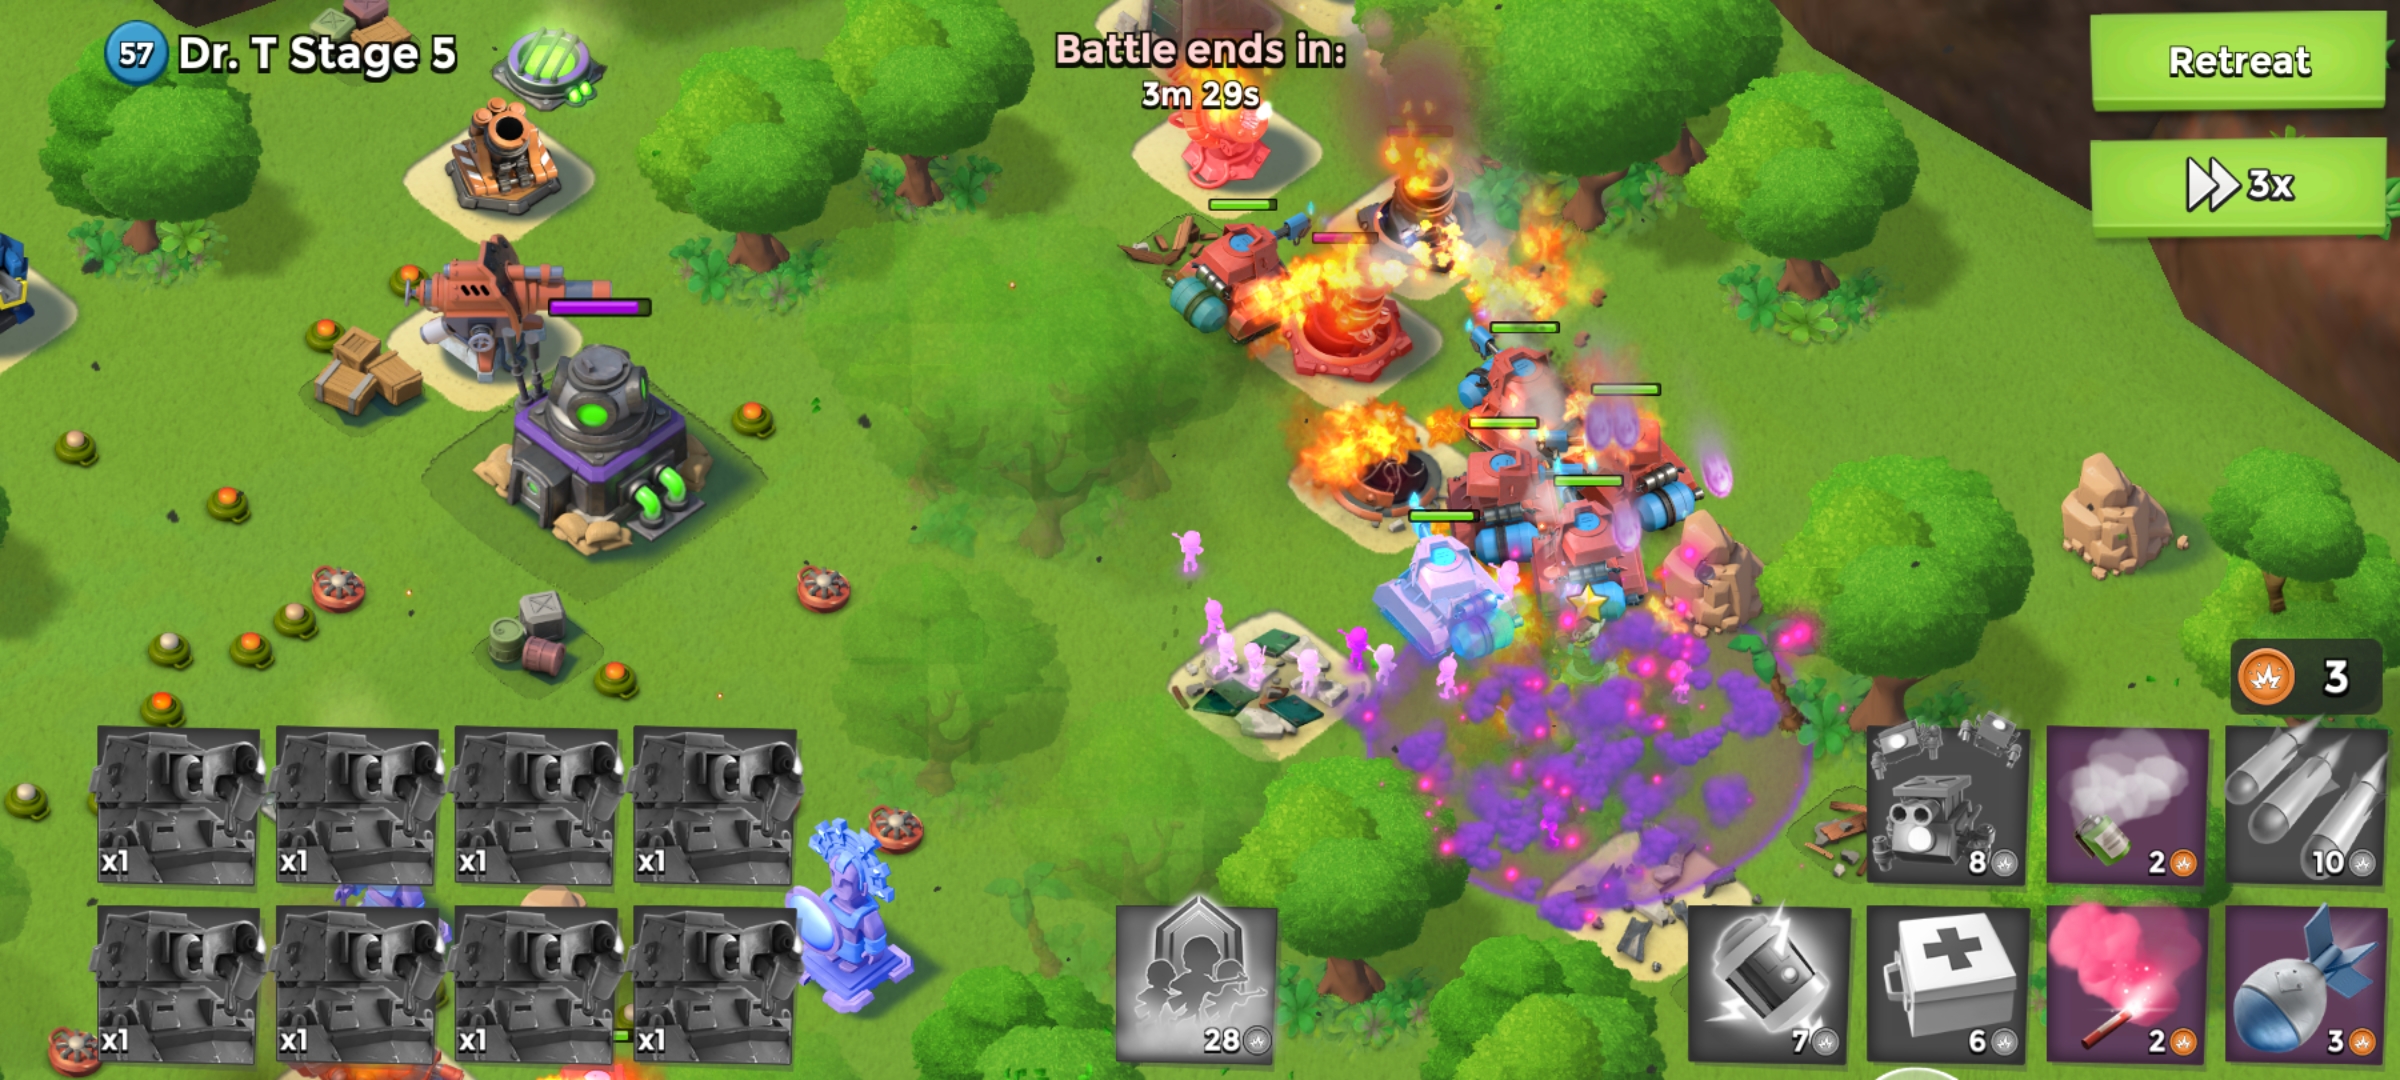 57 Dr. T Stage 5
Battle ends in:
3m 29s
Retreat
3x
3
x1 x1 x1 x1
8 2 10
x1 x1 x1 x1
28 7 6 2 3